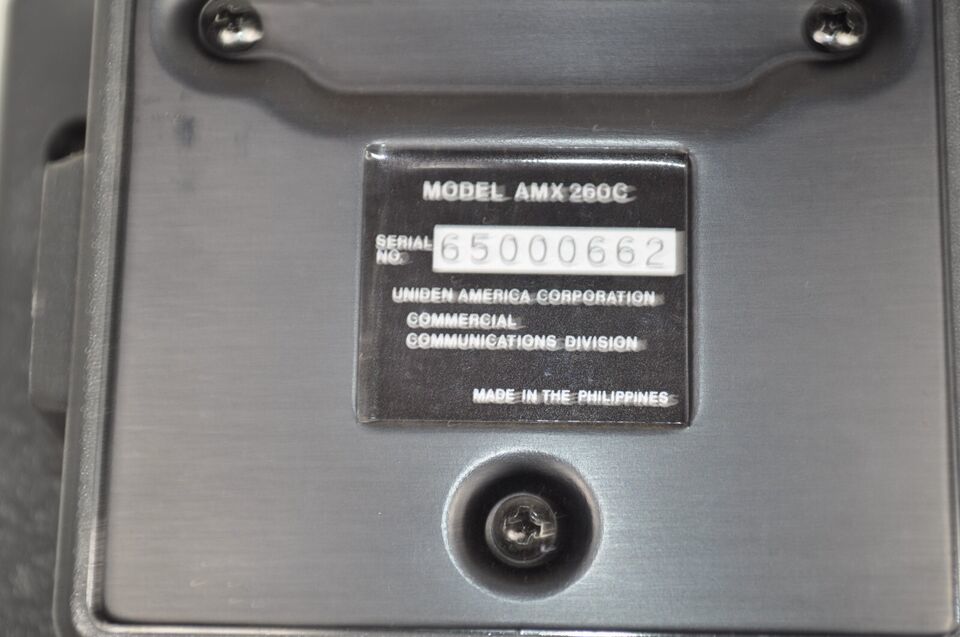 MODEL AMX 260C
SERIAL NO. 65000662
UNIDEN AMERICA CORPORATION
COMMERCIAL
COMMUNICATIONS DIVISION
MADE IN THE PHILIPPINES